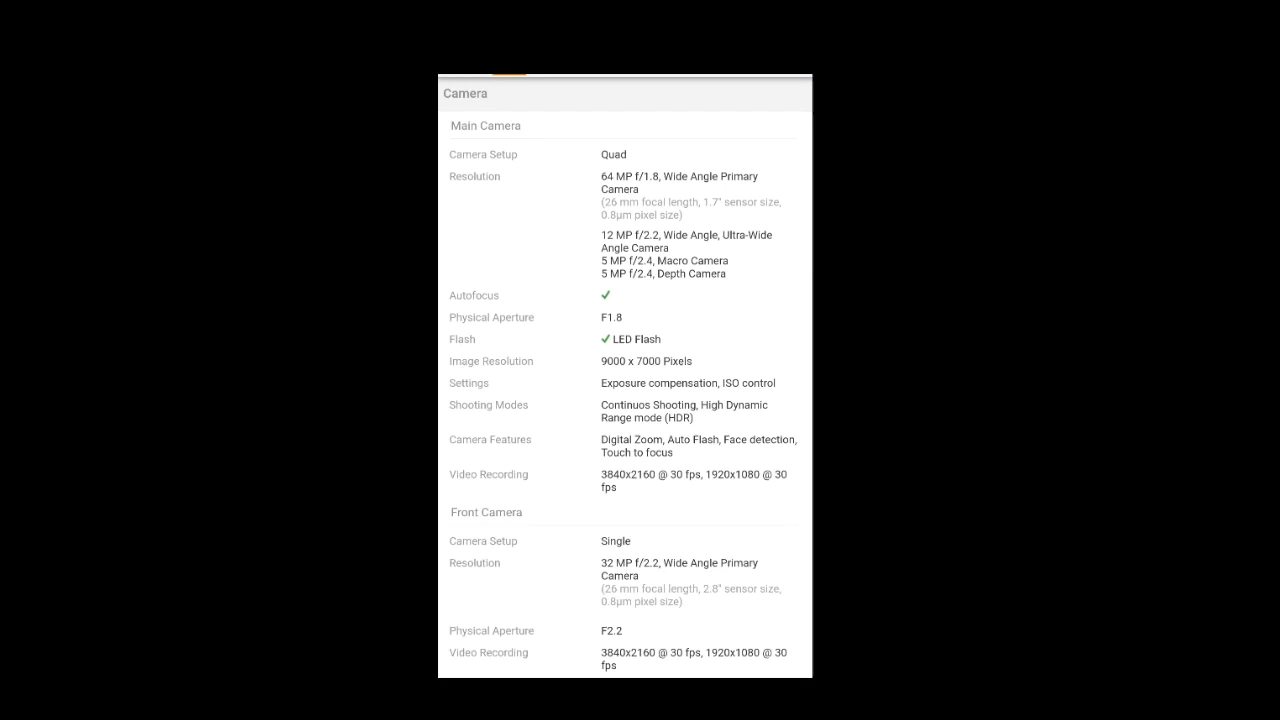 Camera
Main Camera
Camera Setup Quad
Resolution 64 MP f/1.8, Wide Angle Primary
Camera
(26 mm focal length, 1.7" sensor size,
0.8µm pixel size)
12 MP f/2.2, Wide Angle, Ultra-Wide
Angle Camera
5 MP f/2.4, Macro Camera
5 MP f/2.4, Depth Camera
Autofocus ✔
Physical Aperture F1.8
Flash ✔ LED Flash
Image Resolution 9000 x 7000 Pixels
Settings Exposure compensation, ISO control
Shooting Modes Continuos Shooting, High Dynamic
Range mode (HDR)
Camera Features Digital Zoom, Auto Flash, Face detection,
Touch to focus
Video Recording 3840x2160 @ 30 fps, 1920x1080 @ 30
fps
Front Camera
Camera Setup Single
Resolution 32 MP f/2.2, Wide Angle Primary
Camera
(26 mm focal length, 2.8" sensor size,
0.8µm pixel size)
Physical Aperture F2.2
Video Recording 3840x2160 @ 30 fps, 1920x1080 @ 30
fps